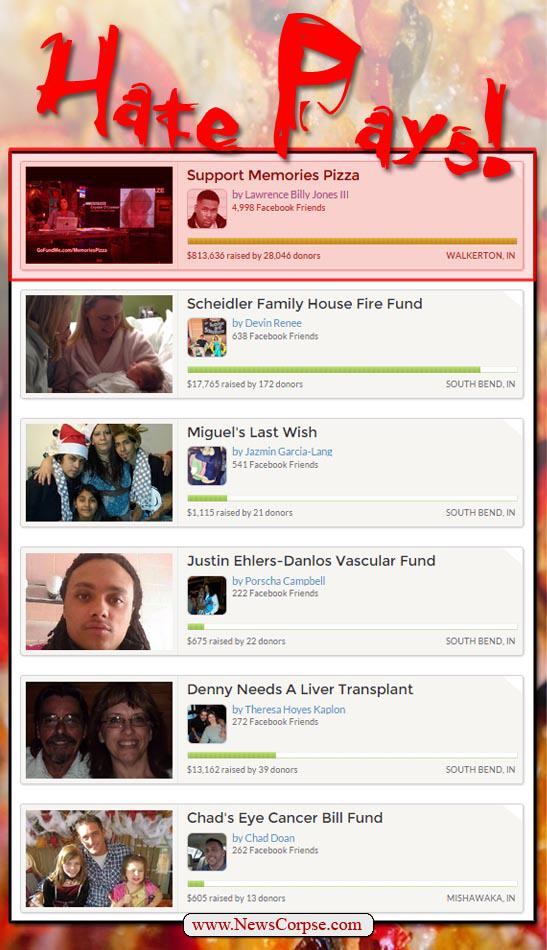 Hate Pays!
Support Memories Pizza
by Lawrence Billy Jones III
4,998 Facebook Friends
GoFundMe.com/MemoriesPizza
$813,636 raised by 28,046 donors
WALKERTON, IN
Scheidler Family House Fire Fund
by Devin Renee
638 Facebook Friends
$17,765 raised by 172 donors
SOUTH BEND, IN
Miguel's Last Wish
by Jazmin Garcia-Lang
541 Facebook Friends
$1,115 raised by 21 donors
SOUTH BEND, IN
Justin Ehlers-Danlos Vascular Fund
by Porscha Campbell
222 Facebook Friends
$675 raised by 22 donors
SOUTH BEND, IN
Denny Needs A Liver Transplant
by Theresa Hoyes Kaplon
272 Facebook Friends
$13,162 raised by 39 donors
SOUTH BEND, IN
Chad's Eye Cancer Bill Fund
by Chad Doan
262 Facebook Friends
$605 raised by 13 donors
MISHAWAKA, IN
www.NewsCorpse.com